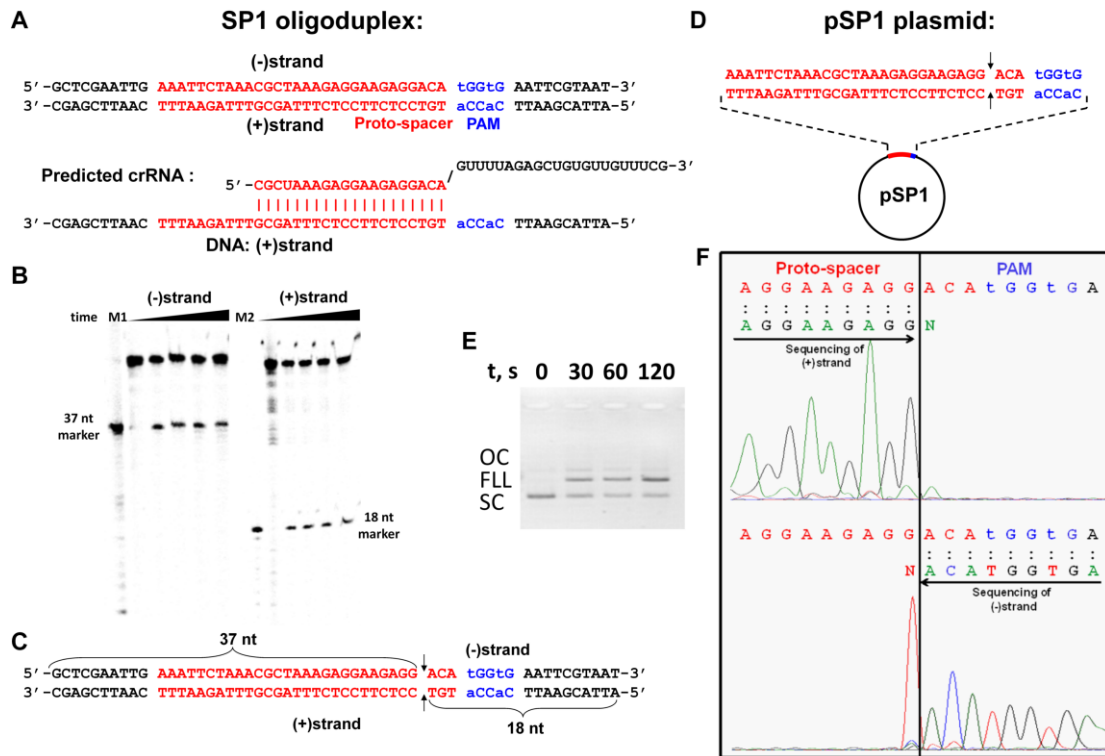 A
SP1 oligoduplex:
(-)strand
5′-GCTCGAATTG AAATTCTAAACGCTAAAGAGGAAGAGGACA tGGtG AATTCGTAAT-3′
3′-CGAGCTTAAC TTTAAGATTTGCGATTTCTCCTTCTCCTGT aCCaC TTAAGCATTA-5′
(+)strand Proto-spacer PAM
GUUUUAGAGCUGUGUUGUUUCG-3′
Predicted crRNA :
5′-CGCUAAAGAGGAAGAGGACA
3′-CGAGCTTAAC TTTAAGATTTGCGATTTCTCCTTCTCCTGT aCCaC TTAAGCATTA-5′
DNA: (+)strand
B
(-)strand (+)strand
time M1 M2
37 nt
marker
18 nt
marker
C
37 nt
(-)strand
5′-GCTCGAATTG AAATTCTAAACGCTAAAGAGGAAGAGG ACA tGGtG AATTCGTAAT-3′
3′-CGAGCTTAAC TTTAAGATTTGCGATTTCTCCTTCTCC TGT aCCaC TTAAGCATTA-5′
(+)strand
18 nt
D
pSP1 plasmid:
AAATTCTAAACGCTAAAGAGGAAGAGG ACA tGGtG
TTTAAGATTTGCGATTTCTCCTTCTCC TGT aCCaC
pSP1
E
t, s 0 30 60 120
OC
FLL
SC
F
Proto-spacer PAM
A G G A A G A G G A C A t G G t G A
: : : : : : : : :
A G G A A G A G G N
Sequencing of
(+)strand
A G G A A G A G G A C A t G G t G A
: : : : : : : : :
N A C A T G G T G A
Sequencing of
(-)strand